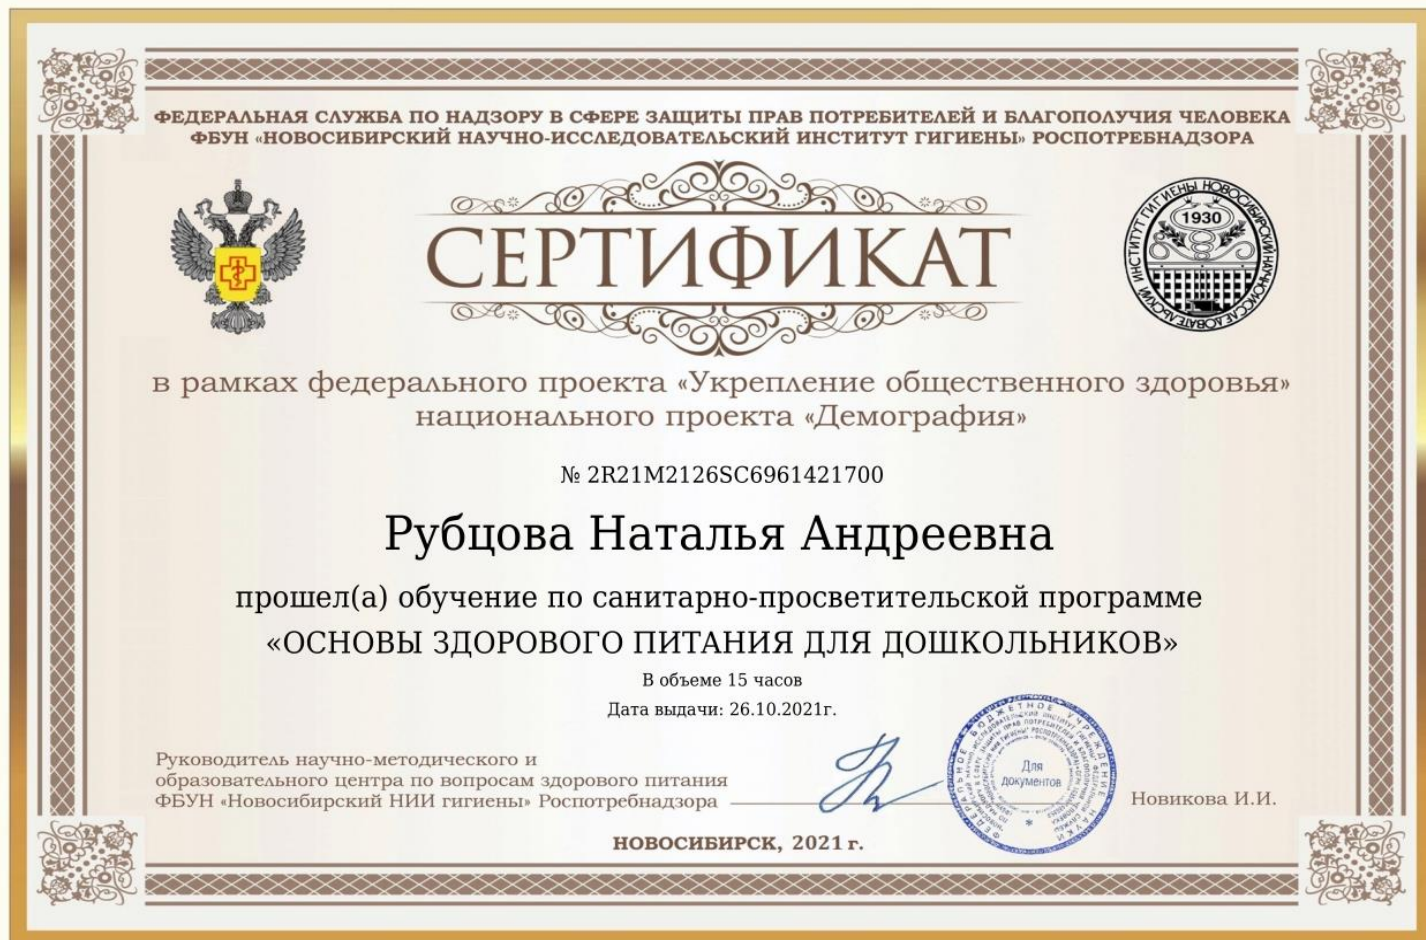 ФЕДЕРАЛЬНАЯ СЛУЖБА ПО НАДЗОРУ В СФЕРЕ ЗАЩИТЫ ПРАВ ПОТРЕБИТЕЛЕЙ И БЛАГОПОЛУЧИЯ ЧЕЛОВЕКА
ФБУН «НОВОСИБИРСКИЙ НАУЧНО-ИССЛЕДОВАТЕЛЬСКИЙ ИНСТИТУТ ГИГИЕНЫ» РОСПОТРЕБНАДЗОРА
СЕРТИФИКАТ
1930
в рамках федерального проекта «Укрепление общественного здоровья»
национального проекта «Демография»
№ 2R21M2126SC6961421700
Рубцова Наталья Андреевна
прошел(а) обучение по санитарно-просветительской программе
«ОСНОВЫ ЗДОРОВОГО ПИТАНИЯ ДЛЯ ДОШКОЛЬНИКОВ»
В объеме 15 часов
Дата выдачи: 26.10.2021г.
Руководитель научно-методического и
образовательного центра по вопросам здорового питания
ФБУН «Новосибирский НИИ гигиены» Роспотребнадзора
Для
документов
Новикова И.И.
НОВОСИБИРСК, 2021 г.